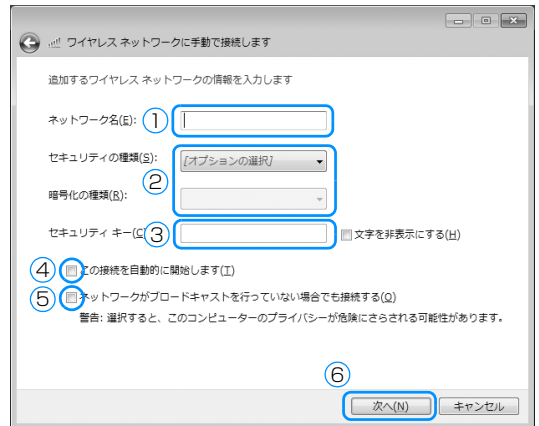 ワイヤレス ネットワークに手動で接続します
追加するワイヤレス ネットワークの情報を入力します
ネットワーク名(E): ①
セキュリティの種類(S): [オプションの選択]
②
暗号化の種類(R):
セキュリティ キー(C ③ 文字を非表示にする(H)
④ この接続を自動的に開始します(T)
⑤ ネットワークがブロードキャストを行っていない場合でも接続する(O)
警告: 選択すると、このコンピューターのプライバシーが危険にさらされる可能性があります。
⑥
次へ(N) キャンセル